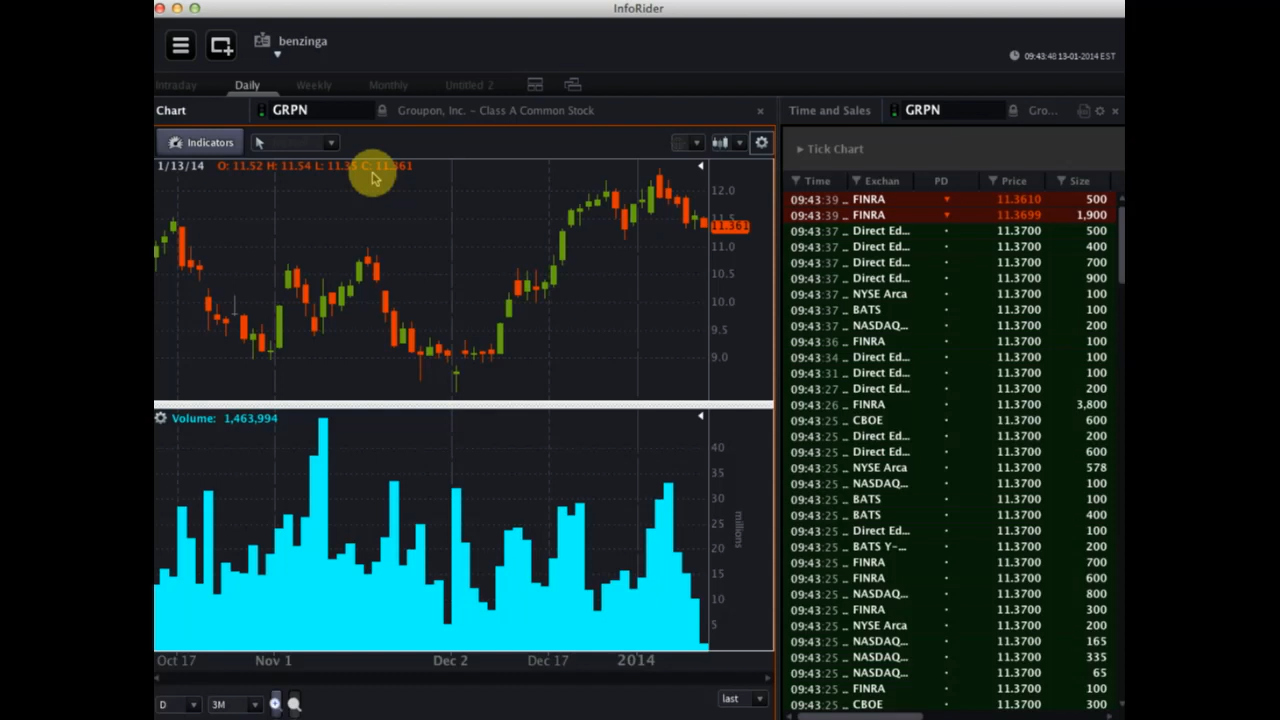 InfoRider
benzinga
09:43:48 13-01-2014 EST
Intraday Daily Weekly Monthly Untitled 2
Chart GRPN Groupon, Inc. - Class A Common Stock
Time and Sales GRPN Gro...
Indicators
Tick Chart
1/13/14 O: 11.52 H: 11.54 L: 11.35 C: 11.361
12.0
11.5
11.361
11.0
10.5
10.0
9.5
9.0
Volume: 1,463,994
40
35
30
25
20
15
10
5
millions
Oct 17 Nov 1 Dec 2 Dec 17 2014
D 3M last
Time Exchan PD Price Size
09:43:39 _ FINRA 11.3610 500
09:43:39 _ FINRA 11.3699 1,900
09:43:37 _ Direct Ed... 11.3700 500
09:43:37 _ Direct Ed... 11.3700 400
09:43:37 _ Direct Ed... 11.3700 700
09:43:37 _ Direct Ed... 11.3700 900
09:43:37 _ NYSE Arca 11.3700 100
09:43:37 _ BATS 11.3700 100
09:43:37 _ NASDAQ... 11.3700 200
09:43:36 _ FINRA 11.3700 100
09:43:34 _ Direct Ed... 11.3700 100
09:43:31 _ Direct Ed... 11.3700 100
09:43:27 _ Direct Ed... 11.3700 200
09:43:26 _ FINRA 11.3700 3,800
09:43:25 _ CBOE 11.3700 600
09:43:25 _ Direct Ed... 11.3700 200
09:43:25 _ Direct Ed... 11.3700 600
09:43:25 _ NYSE Arca 11.3700 578
09:43:25 _ NASDAQ... 11.3700 100
09:43:25 _ BATS 11.3700 100
09:43:25 _ BATS 11.3700 400
09:43:25 _ Direct Ed... 11.3700 100
09:43:25 _ BATS Y-... 11.3700 200
09:43:25 _ FINRA 11.3700 700
09:43:25 _ FINRA 11.3700 600
09:43:25 _ NASDAQ... 11.3700 800
09:43:25 _ FINRA 11.3700 300
09:43:25 _ NYSE Arca 11.3700 200
09:43:25 _ NASDAQ... 11.3700 165
09:43:25 _ NASDAQ... 11.3700 335
09:43:25 _ NASDAQ... 11.3700 65
09:43:25 _ FINRA 11.3700 100
09:43:25 _ CBOE 11.3700 300